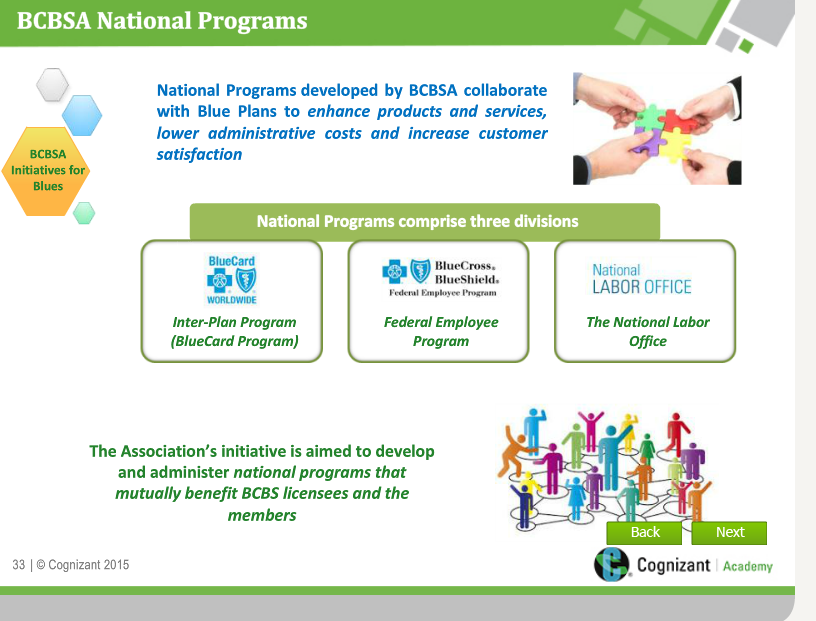 BCBSA National Programs
National Programs developed by BCBSA collaborate
with Blue Plans to enhance products and services,
lower administrative costs and increase customer
satisfaction
BCBSA
Initiatives for
Blues
National Programs comprise three divisions
BlueCard
WORLDWIDE
Inter-Plan Program
(BlueCard Program)
BlueCross®
BlueShield®
Federal Employee Program
Federal Employee
Program
National
LABOR OFFICE
The National Labor
Office
The Association's initiative is aimed to develop
and administer national programs that
mutually benefit BCBS licensees and the
members
Back
Next
33 | © Cognizant 2015
Cognizant | Academy